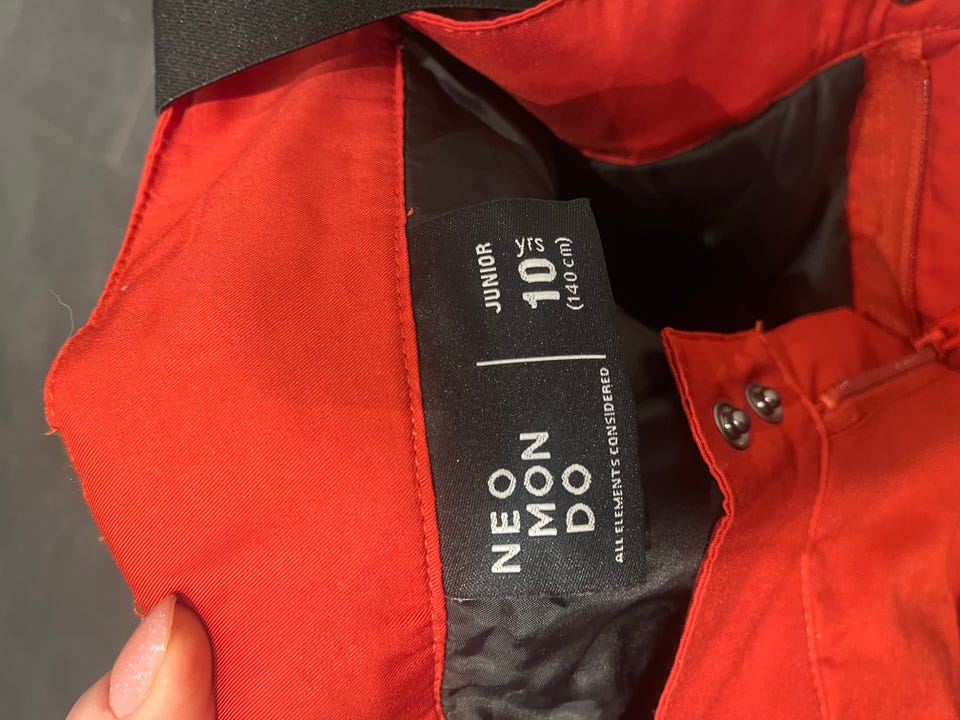 NEO
MON
DO
ALL ELEMENTS CONSIDERED
JUNIOR
10 yrs
(140 cm)